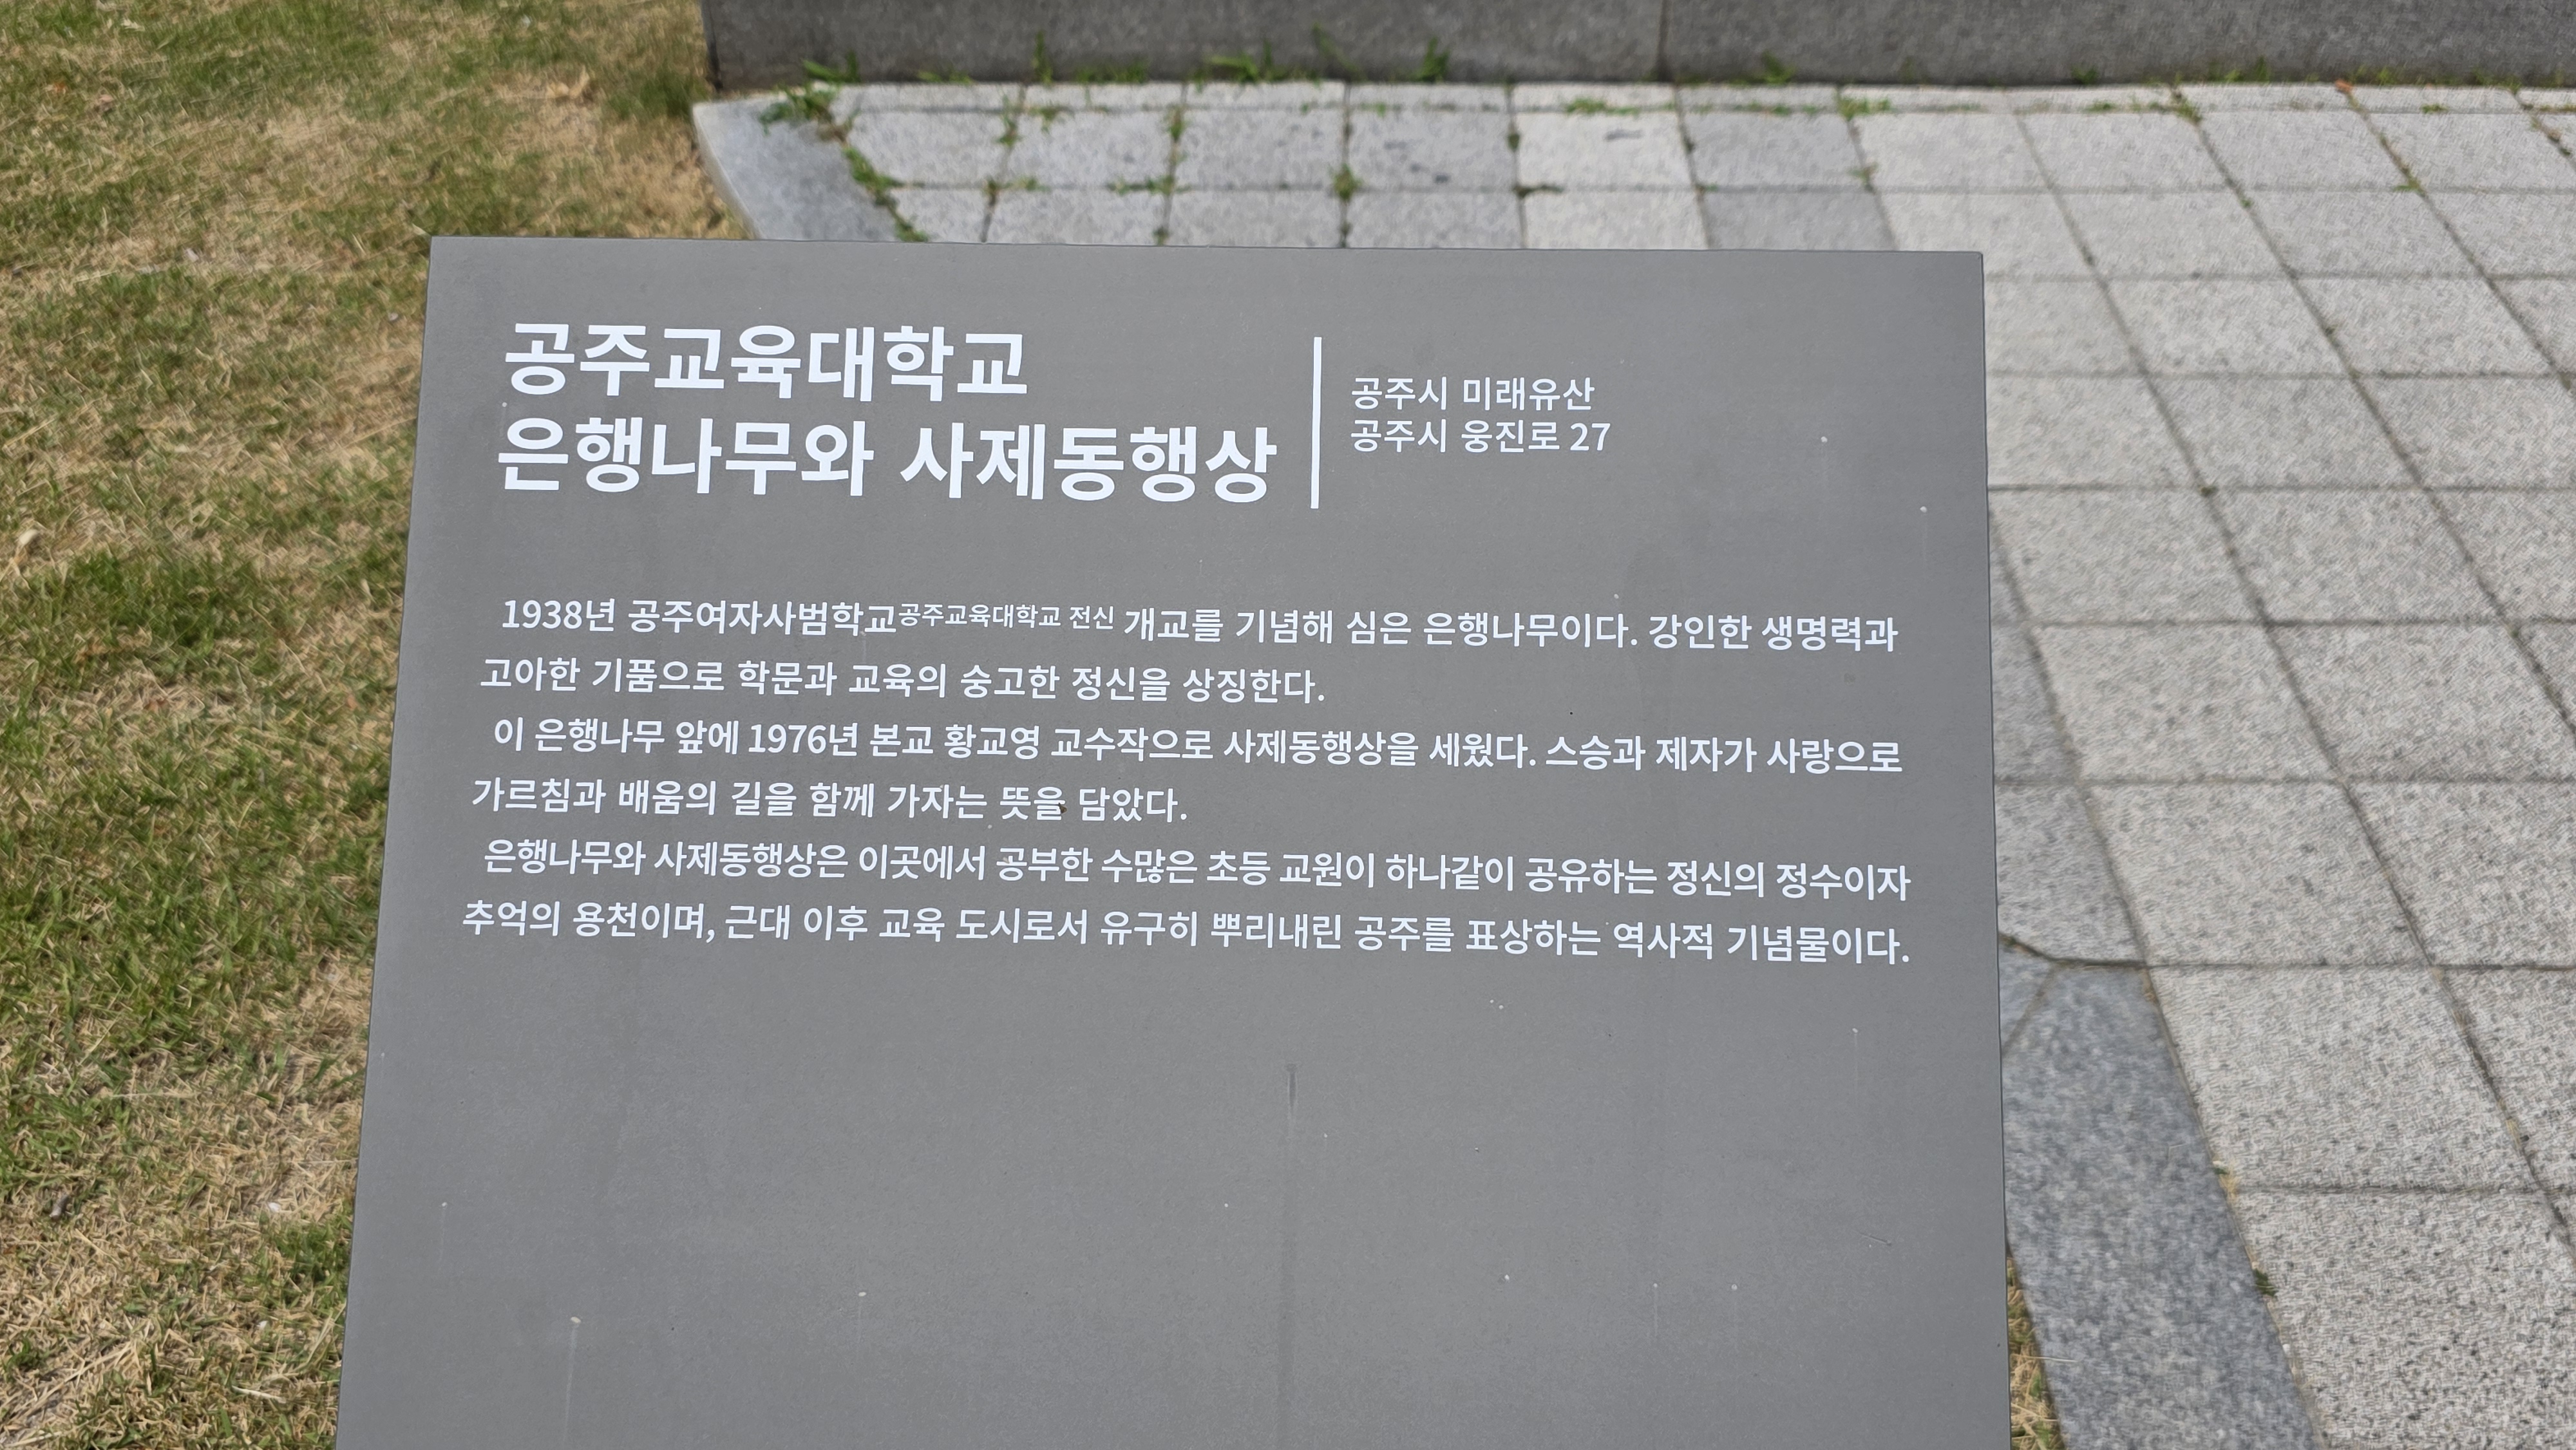 공주교육대학교
은행나무와 사제동행상
공주시 미래유산
공주시 웅진로 27
1938년 공주여자사범학교공주교육대학교 전신 개교를 기념해 심은 은행나무이다. 강인한 생명력과
고아한 기품으로 학문과 교육의 숭고한 정신을 상징한다.
이 은행나무 앞에 1976년 본교 황교영 교수작으로 사제동행상을 세웠다. 스승과 제자가 사랑으로
가르침과 배움의 길을 함께 가자는 뜻을 담았다.
은행나무와 사제동행상은 이곳에서 공부한 수많은 초등 교원이 하나같이 공유하는 정신의 정수이자
추억의 용천이며, 근대 이후 교육 도시로서 유구히 뿌리내린 공주를 표상하는 역사적 기념물이다.